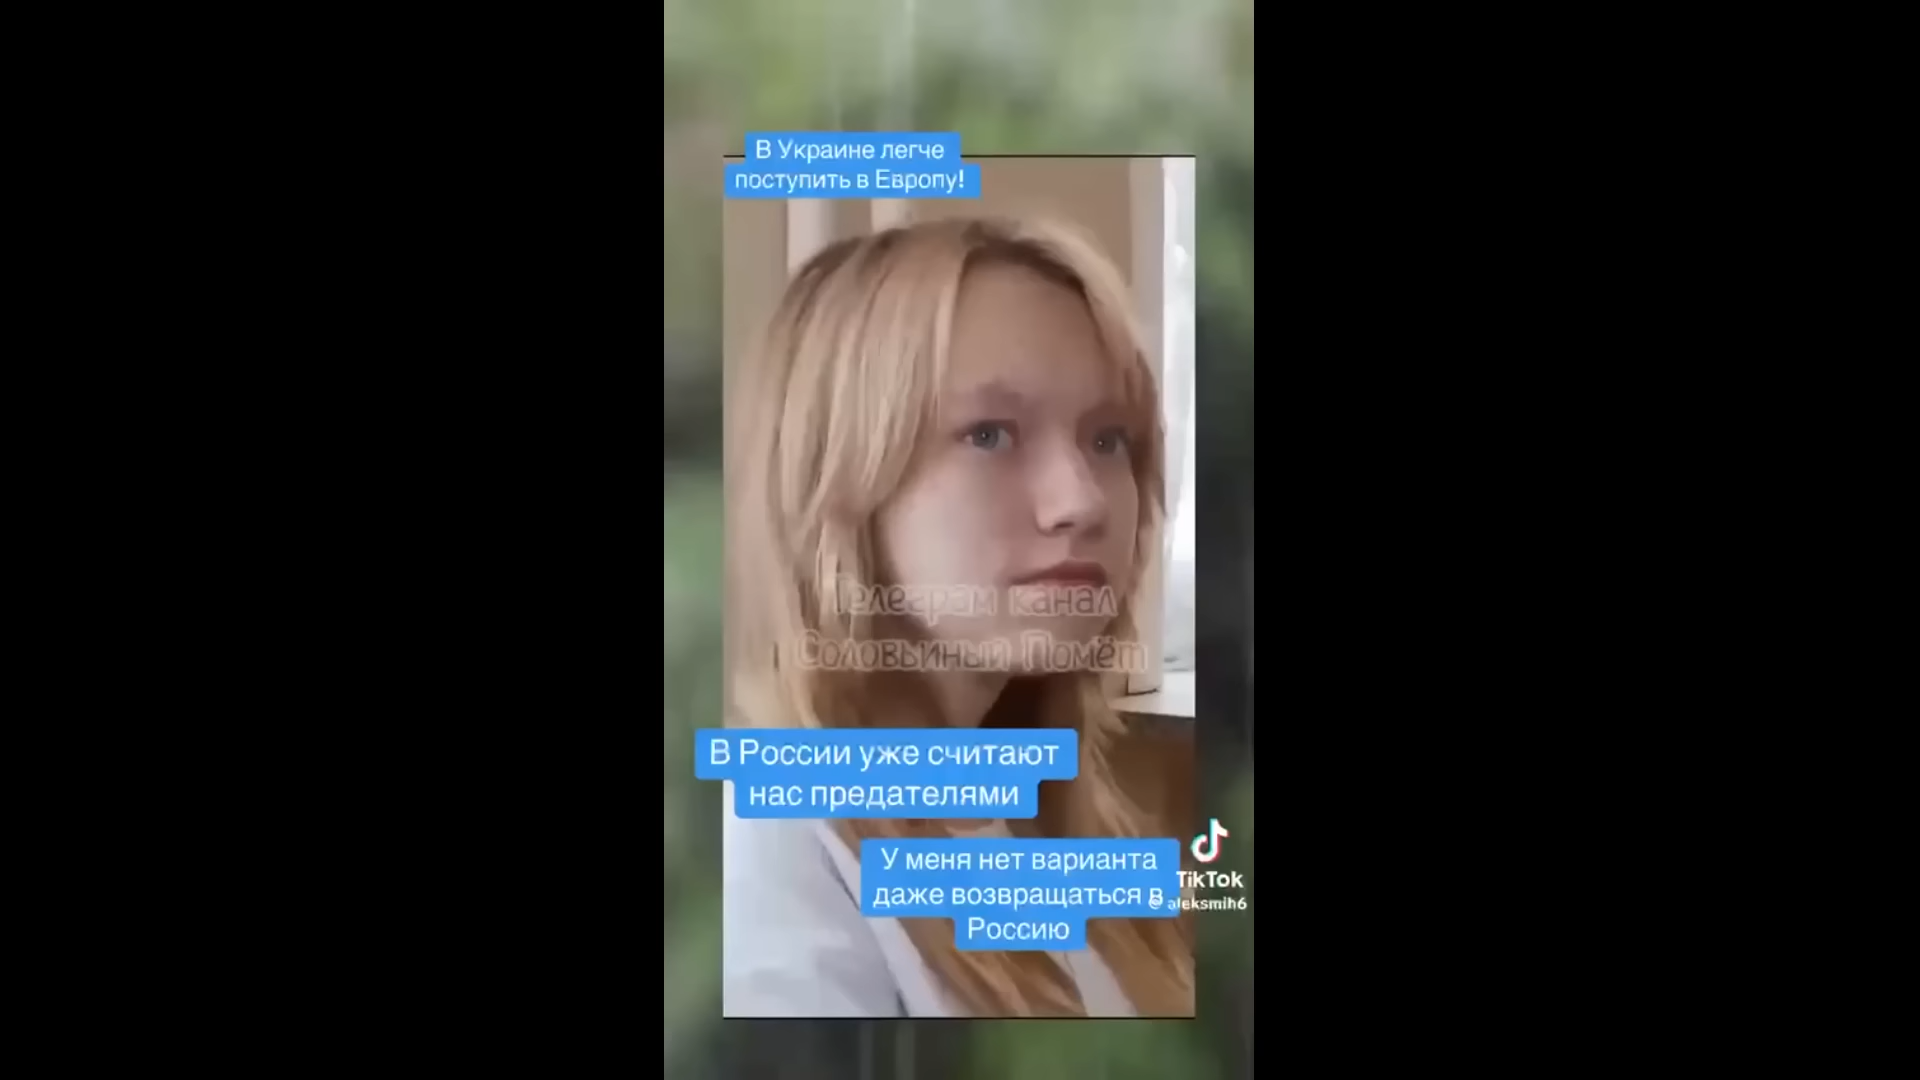 В Украине легче
поступить в Европу!
Телеграм канал
Соловьиный Помёт
В России уже считают
нас предателями
У меня нет варианта
даже возвращаться в
Россию
TikTok
@aleksmih6